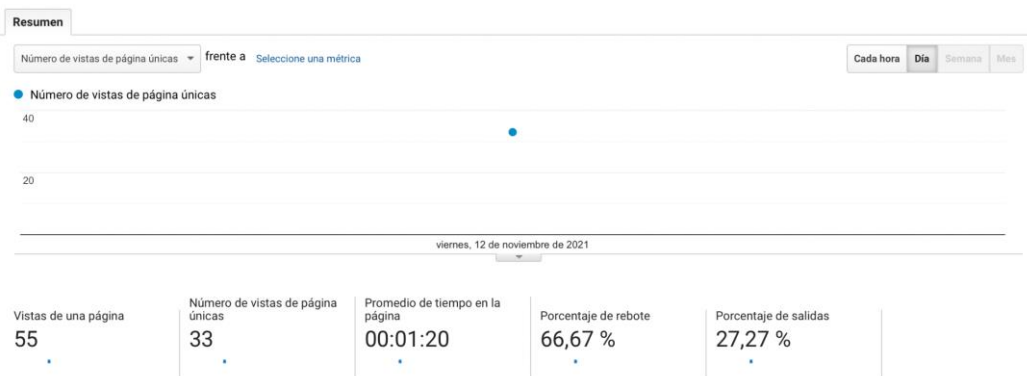 Resumen
Número de vistas de página únicas frente a Seleccione una métrica
Cada hora Día Semana Mes
Número de vistas de página únicas
40
20
viernes, 12 de noviembre de 2021
Vistas de una página
55
Número de vistas de página
únicas
33
Promedio de tiempo en la
página
00:01:20
Porcentaje de rebote
66,67 %
Porcentaje de salidas
27,27 %